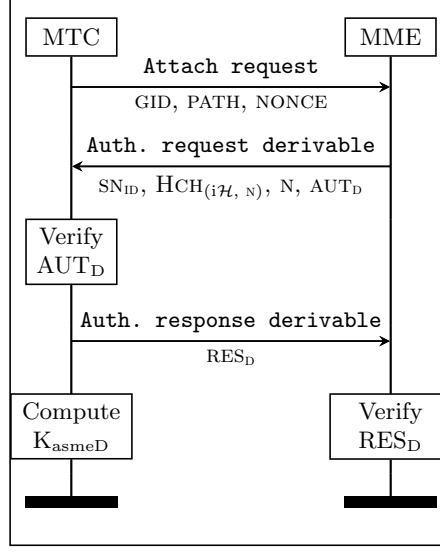 MTC MME
Attach request
GID, PATH, NONCE
Auth. request derivable
SN_ID, HCH_(iℋ, N), N, AUT_D
Verify
AUT_D
Auth. response derivable
RES_D
Compute Verify
K_asmeD RES_D